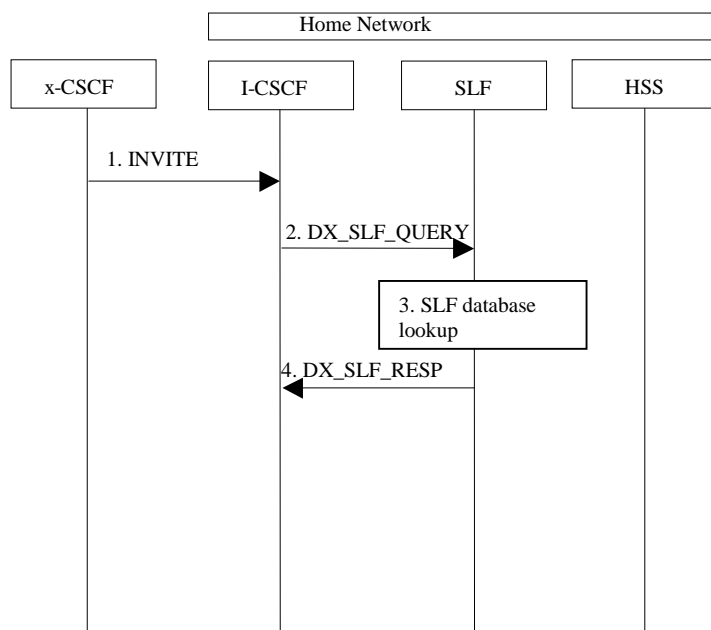 Home Network
x-CSCF
I-CSCF
SLF
HSS
1. INVITE
2. DX_SLF_QUERY
3. SLF database
lookup
4. DX_SLF_RESP